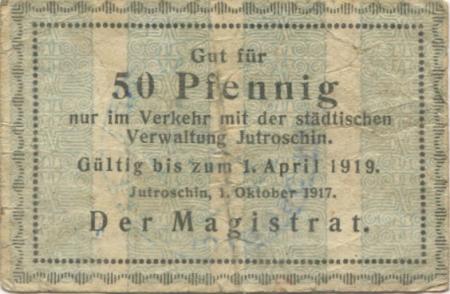 Gut für
50 Pfennig
nur im Verkehr mit der städtischen
Verwaltung Jutroschin.
Gültig bis zum 1. April 1919.
Jutroschin, 1. Oktober 1917.
Der Magistrat.